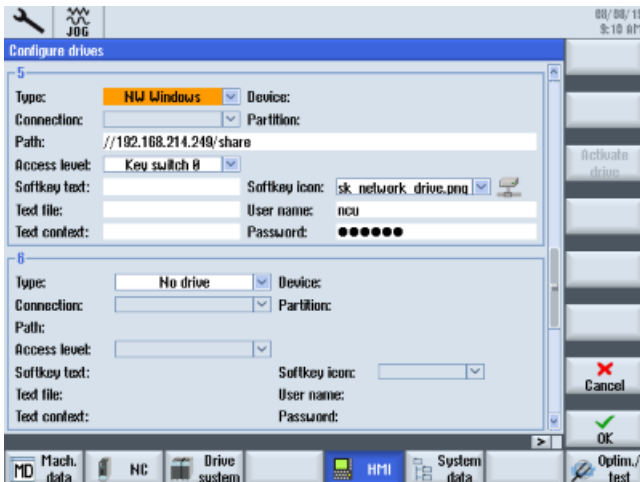 08/08/19
JOG
9:10 AM
Configure drives
5
Type: NW Windows Device:
Connection: Partition:
Path: //192.168.214.249/share
Access level: Key switch 0
Softkey text: Softkey icon: sk_network_drive.png
Text file: User name: ncu
Text context: Password: ●●●●●●
Activate
drive
6
Type: No drive Device:
Connection: Partition:
Path:
Access level:
Softkey text: Softkey icon:
Text file: User name:
Text context: Password:
Cancel
>
OK
MD Mach.
data
NC
Drive
system
HMI
System
data
Optim./
test